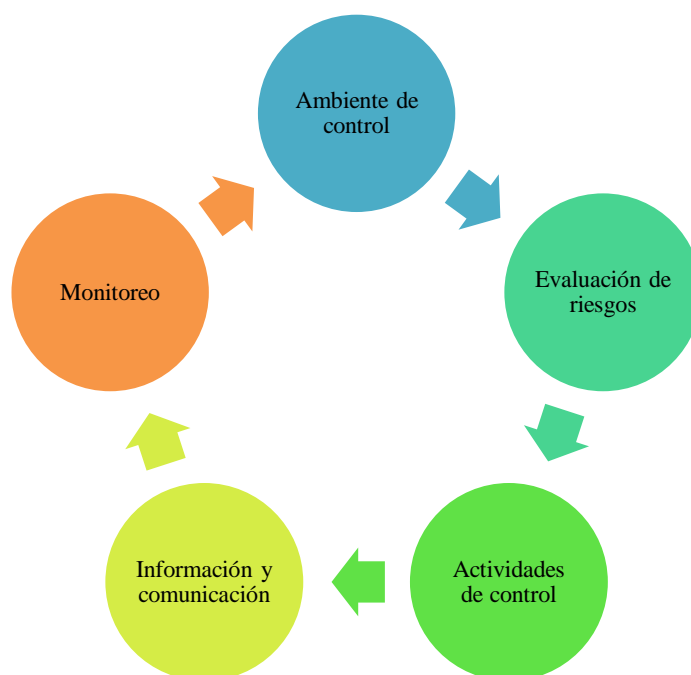 Ambiente de
control
Evaluación de
riesgos
Actividades
de control
Información y
comunicación
Monitoreo